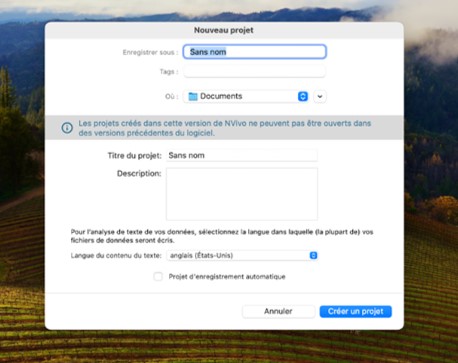 Nouveau projet
Enregistrer sous : Sans nom
Tags :
Où : Documents
Les projets créés dans cette version de NVivo ne peuvent pas être ouverts dans
des versions précédentes du logiciel.
Titre du projet: Sans nom
Description:
Pour l'analyse de texte de vos données, sélectionnez la langue dans laquelle (la plupart de) vos
fichiers de données seront écris.
Langue du contenu du texte: anglais (États-Unis)
Projet d'enregistrement automatique
Annuler Créer un projet